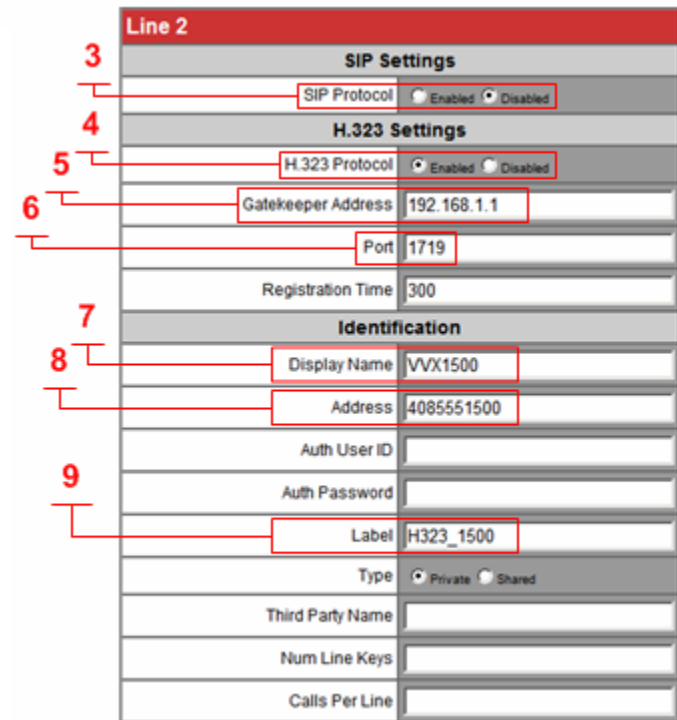 Line 2
SIP Settings
3
SIP Protocol Enabled Disabled
H.323 Settings
4
H.323 Protocol Enabled Disabled
5
Gatekeeper Address 192.168.1.1
6
Port 1719
Registration Time 300
Identification
7
Display Name VVX1500
8
Address 4085551500
Auth User ID
Auth Password
9
Label H323_1500
Type Private Shared
Third Party Name
Num Line Keys
Calls Per Line